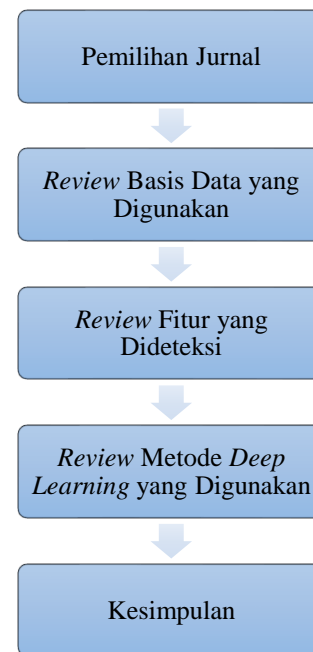 Pemilihan Jurnal
Review Basis Data yang
Digunakan
Review Fitur yang
Dideteksi
Review Metode Deep
Learning yang Digunakan
Kesimpulan